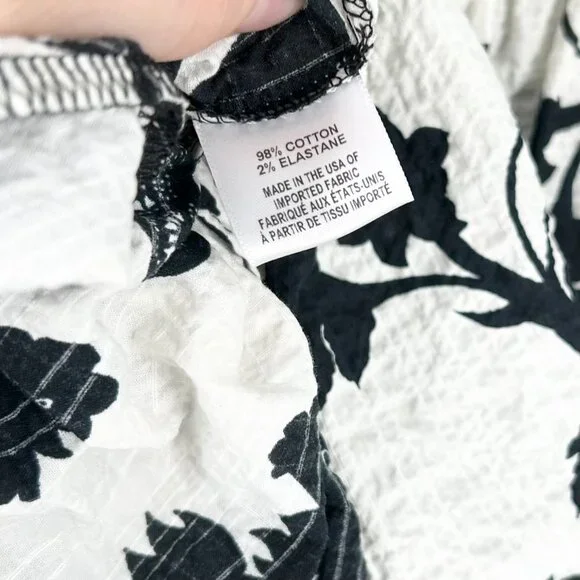 98% COTTON
2% ELASTANE
MADE IN THE USA OF
IMPORTED FABRIC
FABRIQUÉ AUX ÉTATS-UNIS
À PARTIR DE TISSU IMPORTÉ